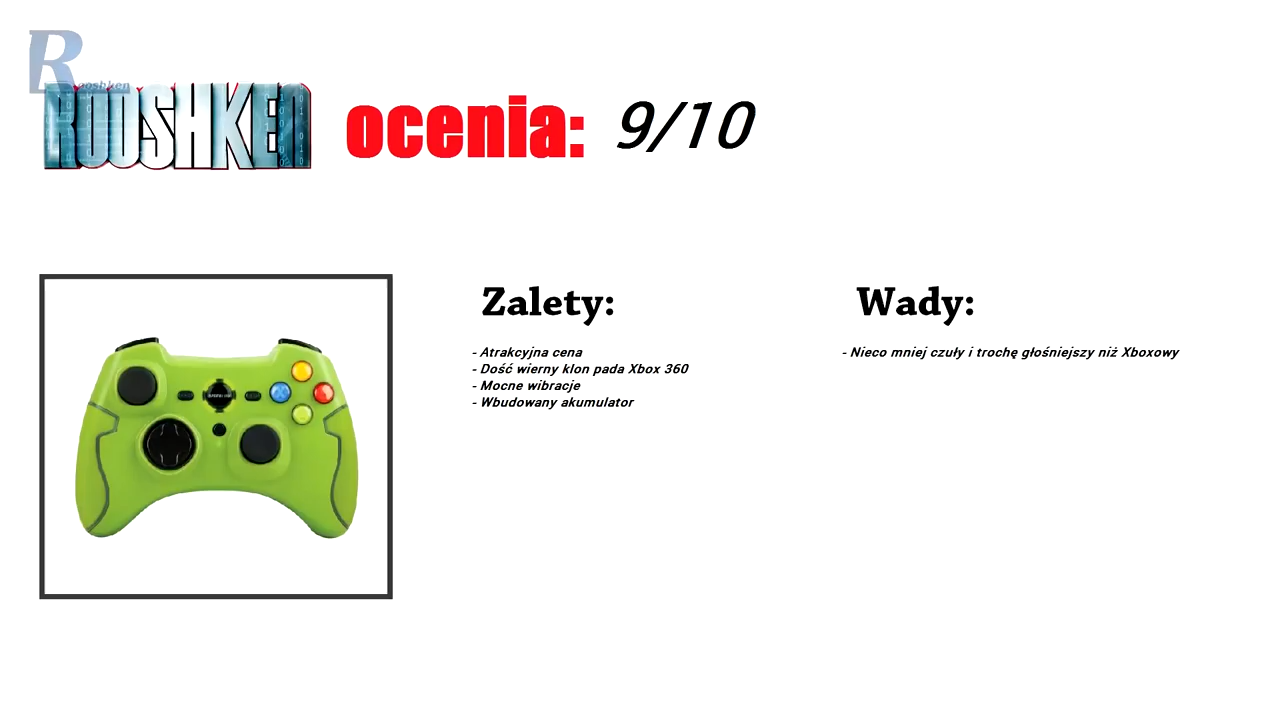 Rooshken
ROOSHKEN ocenia: 9/10
Zalety:
- Atrakcyjna cena
- Dość wierny klon pada Xbox 360
- Mocne wibracje
- Wbudowany akumulator
Wady:
- Nieco mniej czuły i trochę głośniejszy niż Xboxowy